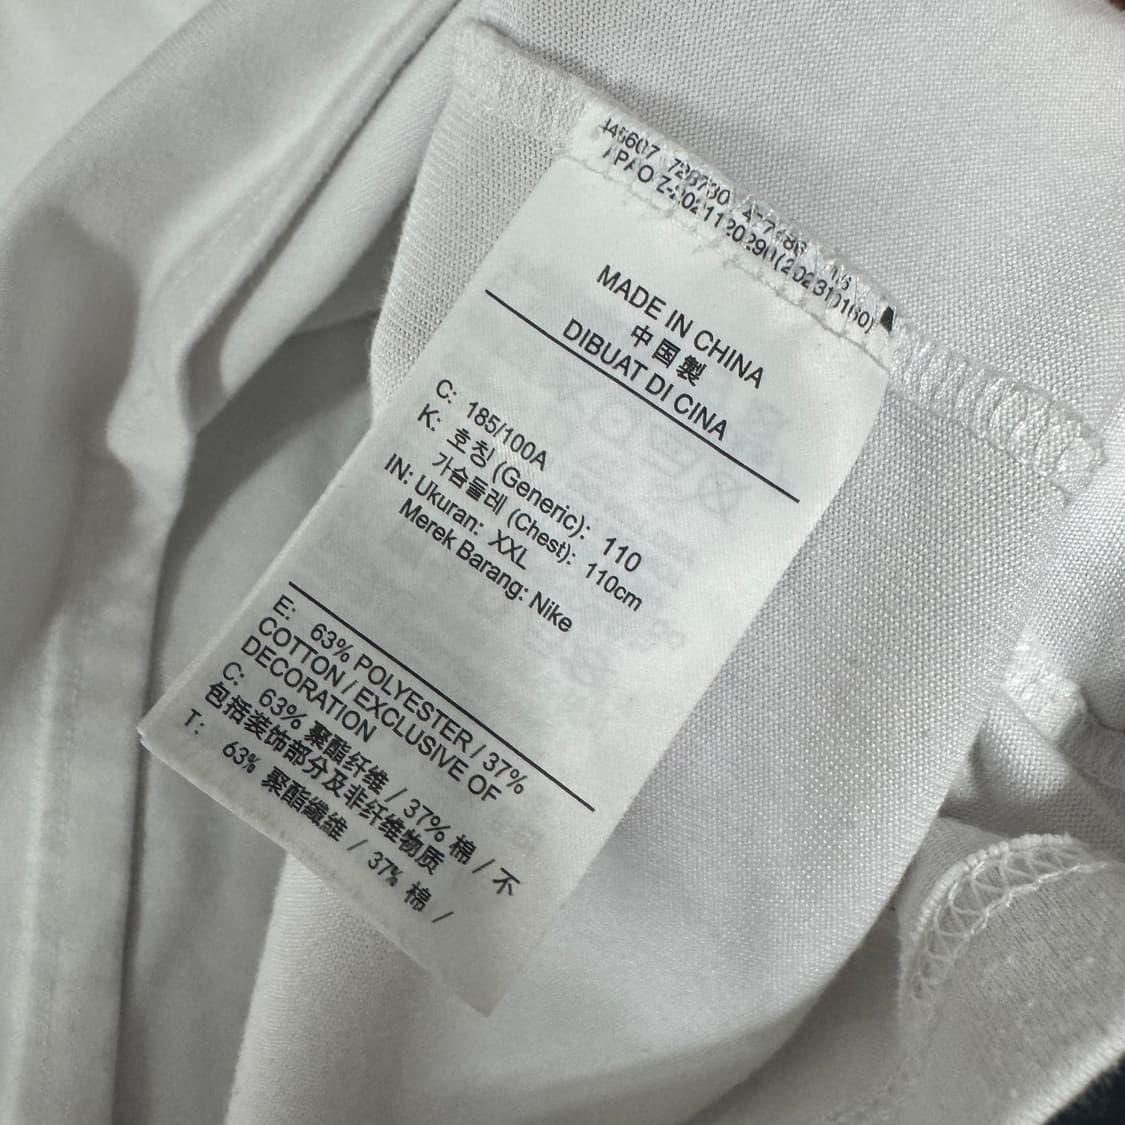 MADE IN CHINA
中国製
DIBUAT DI CINA
C: 185/100A
K: 호칭 (Generic): 110
가슴둘레 (Chest): 110cm
IN: Ukuran: XXL
Merek Barang: Nike
E: 63% POLYESTER / 37%
COTTON / EXCLUSIVE OF
DECORATION
C: 63% 聚酯纤维 / 37% 棉 / 不
包括装饰部分及非纤维物质
T: 63% 聚酯纖維 / 37% 棉 /